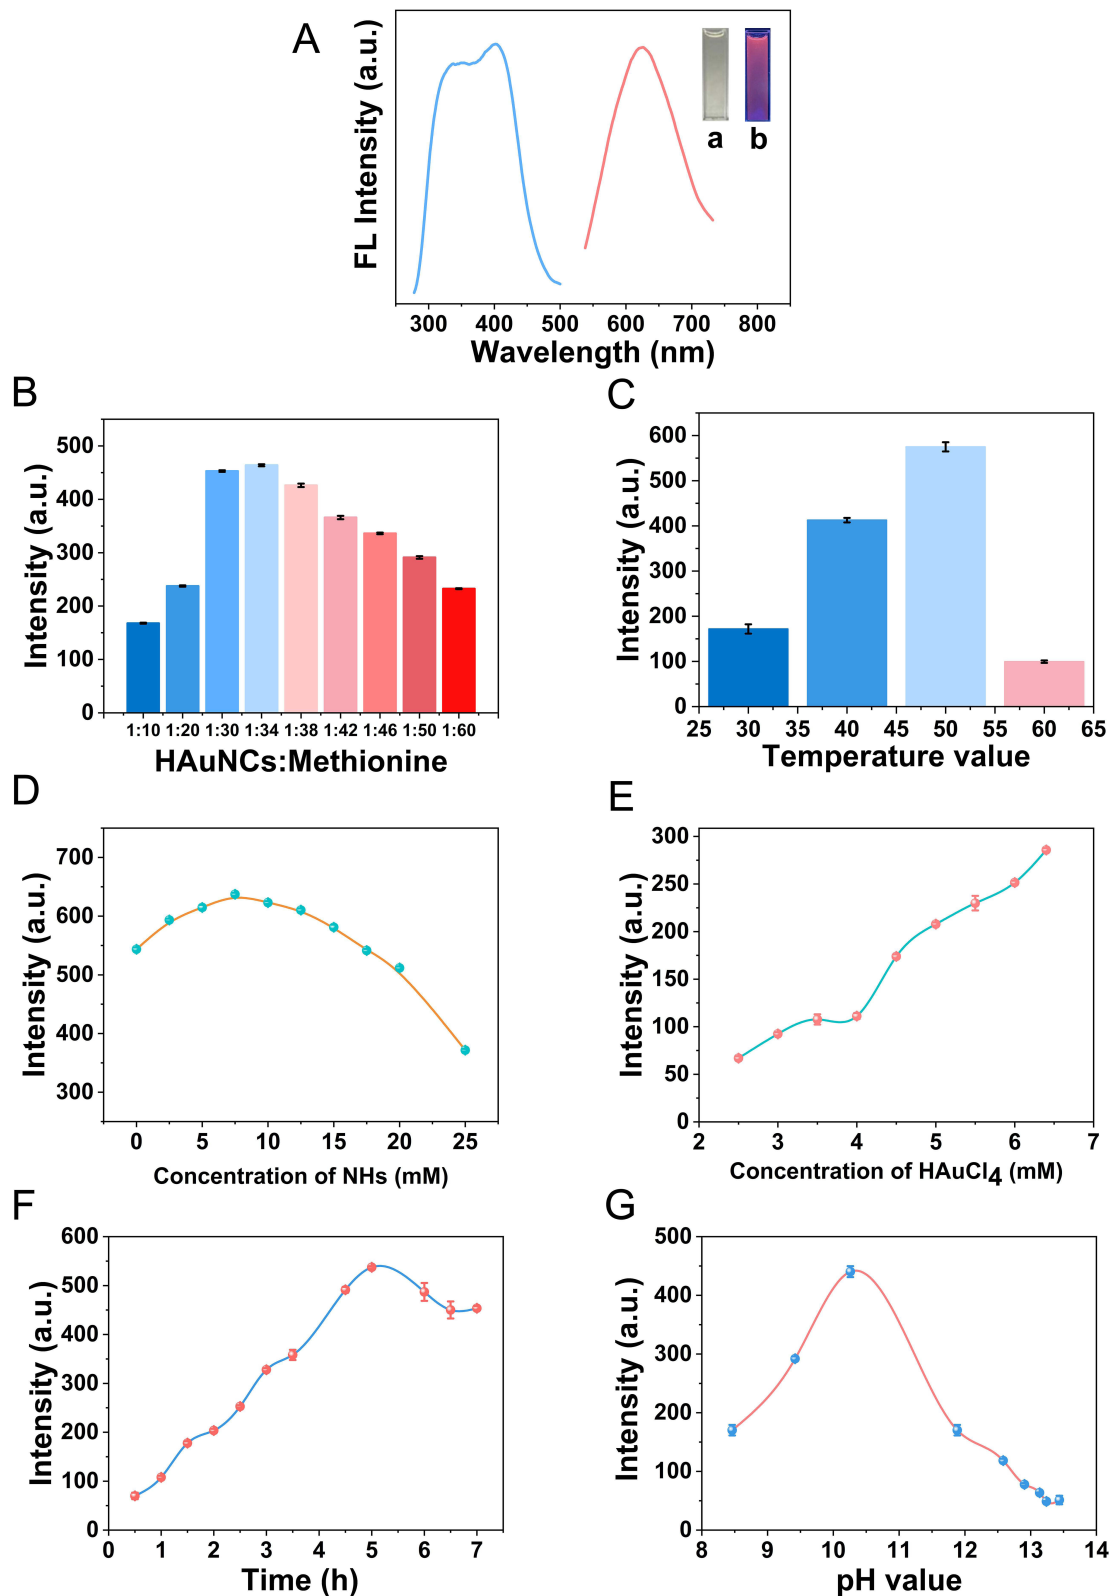 A
FL Intensity (a.u.)
a
b
300 400 500 600 700 800
Wavelength (nm)
B
Intensity (a.u.)
500
400
300
200
100
0
1:10 1:20 1:30 1:34 1:38 1:42 1:46 1:50 1:60
HAuNCs:Methionine
C
Intensity (a.u.)
600
500
400
300
200
100
0
25 30 35 40 45 50 55 60 65
Temperature value
D
Intensity (a.u.)
700
600
500
400
300
0 5 10 15 20 25
Concentration of NHs (mM)
E
Intensity (a.u.)
300
250
200
150
100
50
0
2 3 4 5 6 7
Concentration of HAuCl4 (mM)
F
Intensity (a.u.)
600
500
400
300
200
100
0
0 1 2 3 4 5 6 7
Time (h)
G
Intensity (a.u.)
500
400
300
200
100
0
8 9 10 11 12 13 14
pH value